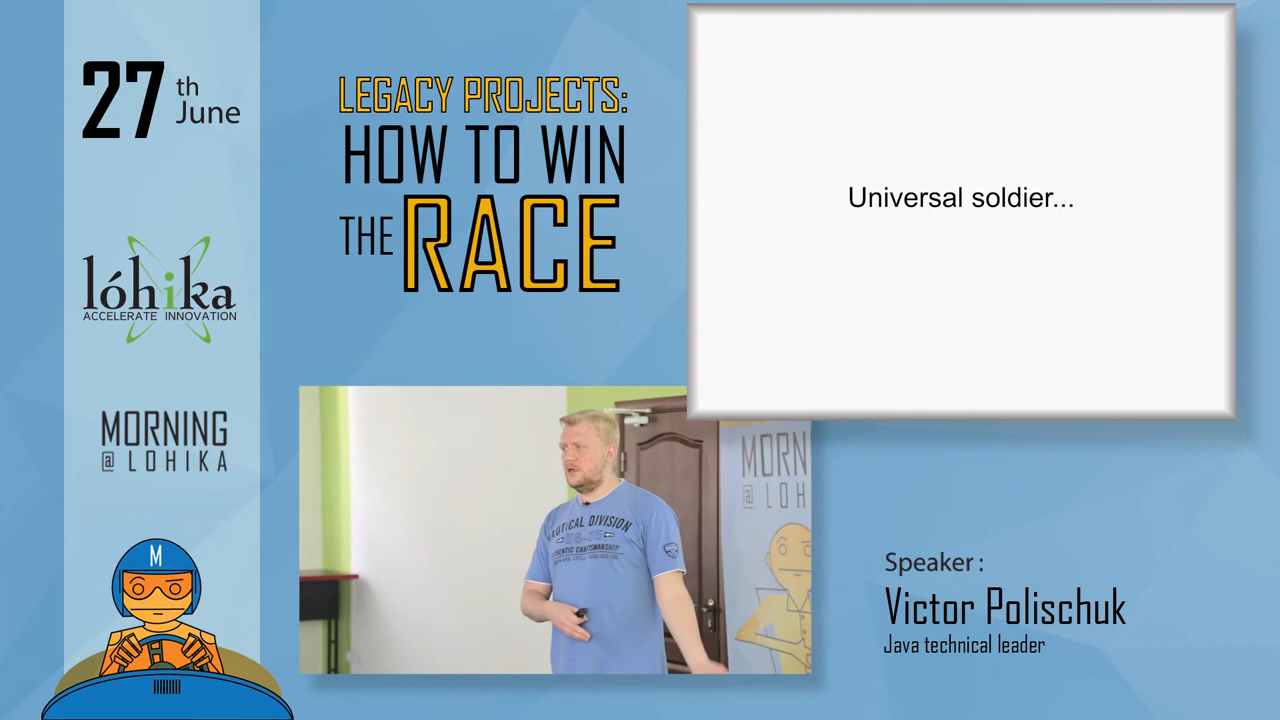 27 th June
lóhika
ACCELERATE INNOVATION
MORNING
@ LOHIKA
M
LEGACY PROJECTS:
HOW TO WIN
THE RACE
Universal soldier...
NAUTICAL DIVISION
AUTHENTIC CRAFTSMANSHIP
MORN
@ LOH
Speaker :
Victor Polischuk
Java technical leader